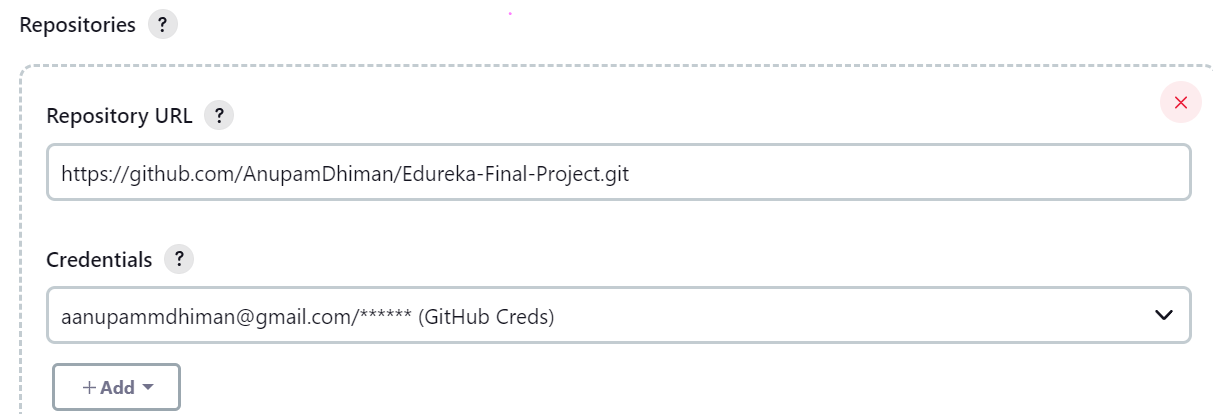 Repositories ?
Repository URL ?
https://github.com/AnupamDhiman/Edureka-Final-Project.git
Credentials ?
aanupammdhiman@gmail.com/****** (GitHub Creds)
+ Add